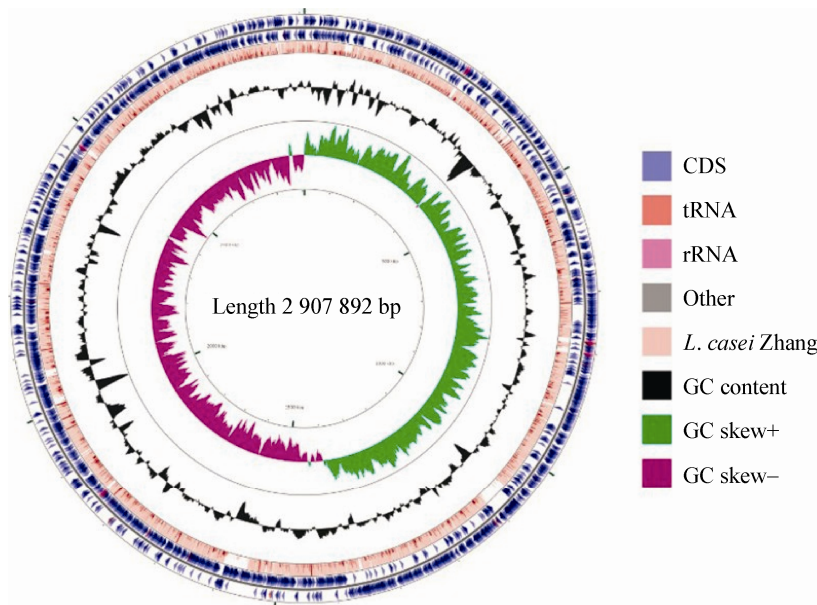 Length 2 907 892 bp
CDS
tRNA
rRNA
Other
L. casei Zhang
GC content
GC skew+
GC skew–